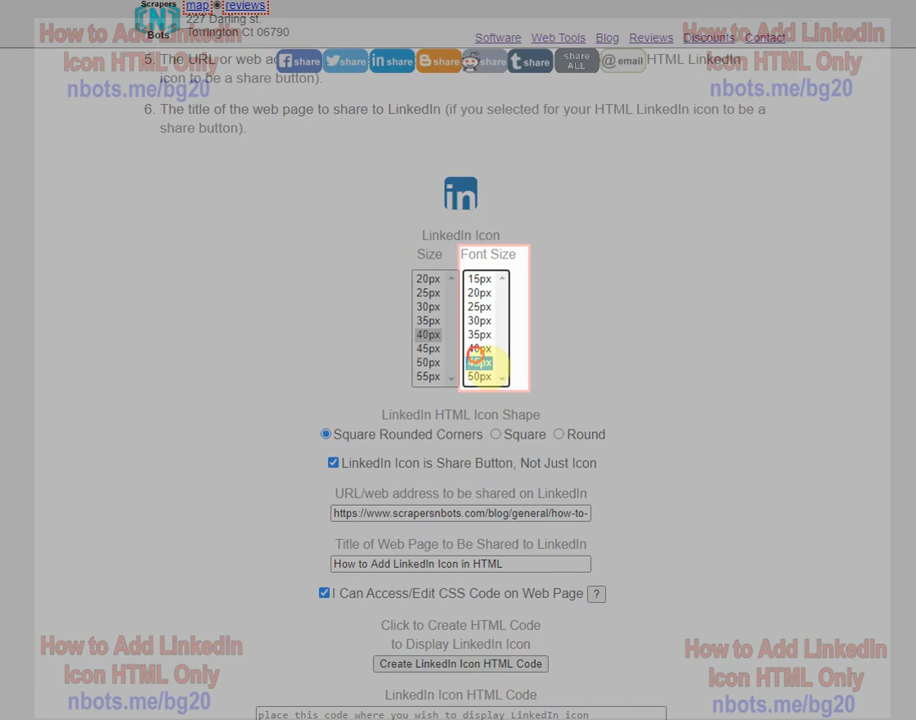 Scrapers
N
Bots
map ◉ reviews
227 Darling st.
Torrington Ct 06790
Software Web Tools Blog Reviews Discounts Contact
How to Add LinkedIn
Icon HTML Only
nbots.me/bg20
How to Add LinkedIn
Icon HTML Only
nbots.me/bg20
share share share share share share share ALL @email
5. The URL or web ad HTML LinkedIn
icon to be a share button).
6. The title of the web page to share to LinkedIn (if you selected for your HTML LinkedIn icon to be a
share button).
in
LinkedIn Icon
Size Font Size
20px 15px
25px 20px
30px 25px
35px 30px
40px 35px
45px 40px
50px
55px 50px
LinkedIn HTML Icon Shape
Square Rounded Corners Square Round
LinkedIn Icon is Share Button, Not Just Icon
URL/web address to be shared on LinkedIn
https://www.scrapersnbots.com/blog/general/how-to-
Title of Web Page to Be Shared to LinkedIn
How to Add LinkedIn Icon in HTML
I Can Access/Edit CSS Code on Web Page ?
Click to Create HTML Code
to Display LinkedIn Icon
Create LinkedIn Icon HTML Code
LinkedIn Icon HTML Code
place this code where you wish to display LinkedIn icon
How to Add LinkedIn
Icon HTML Only
nbots.me/bg20
How to Add LinkedIn
Icon HTML Only
nbots.me/bg20